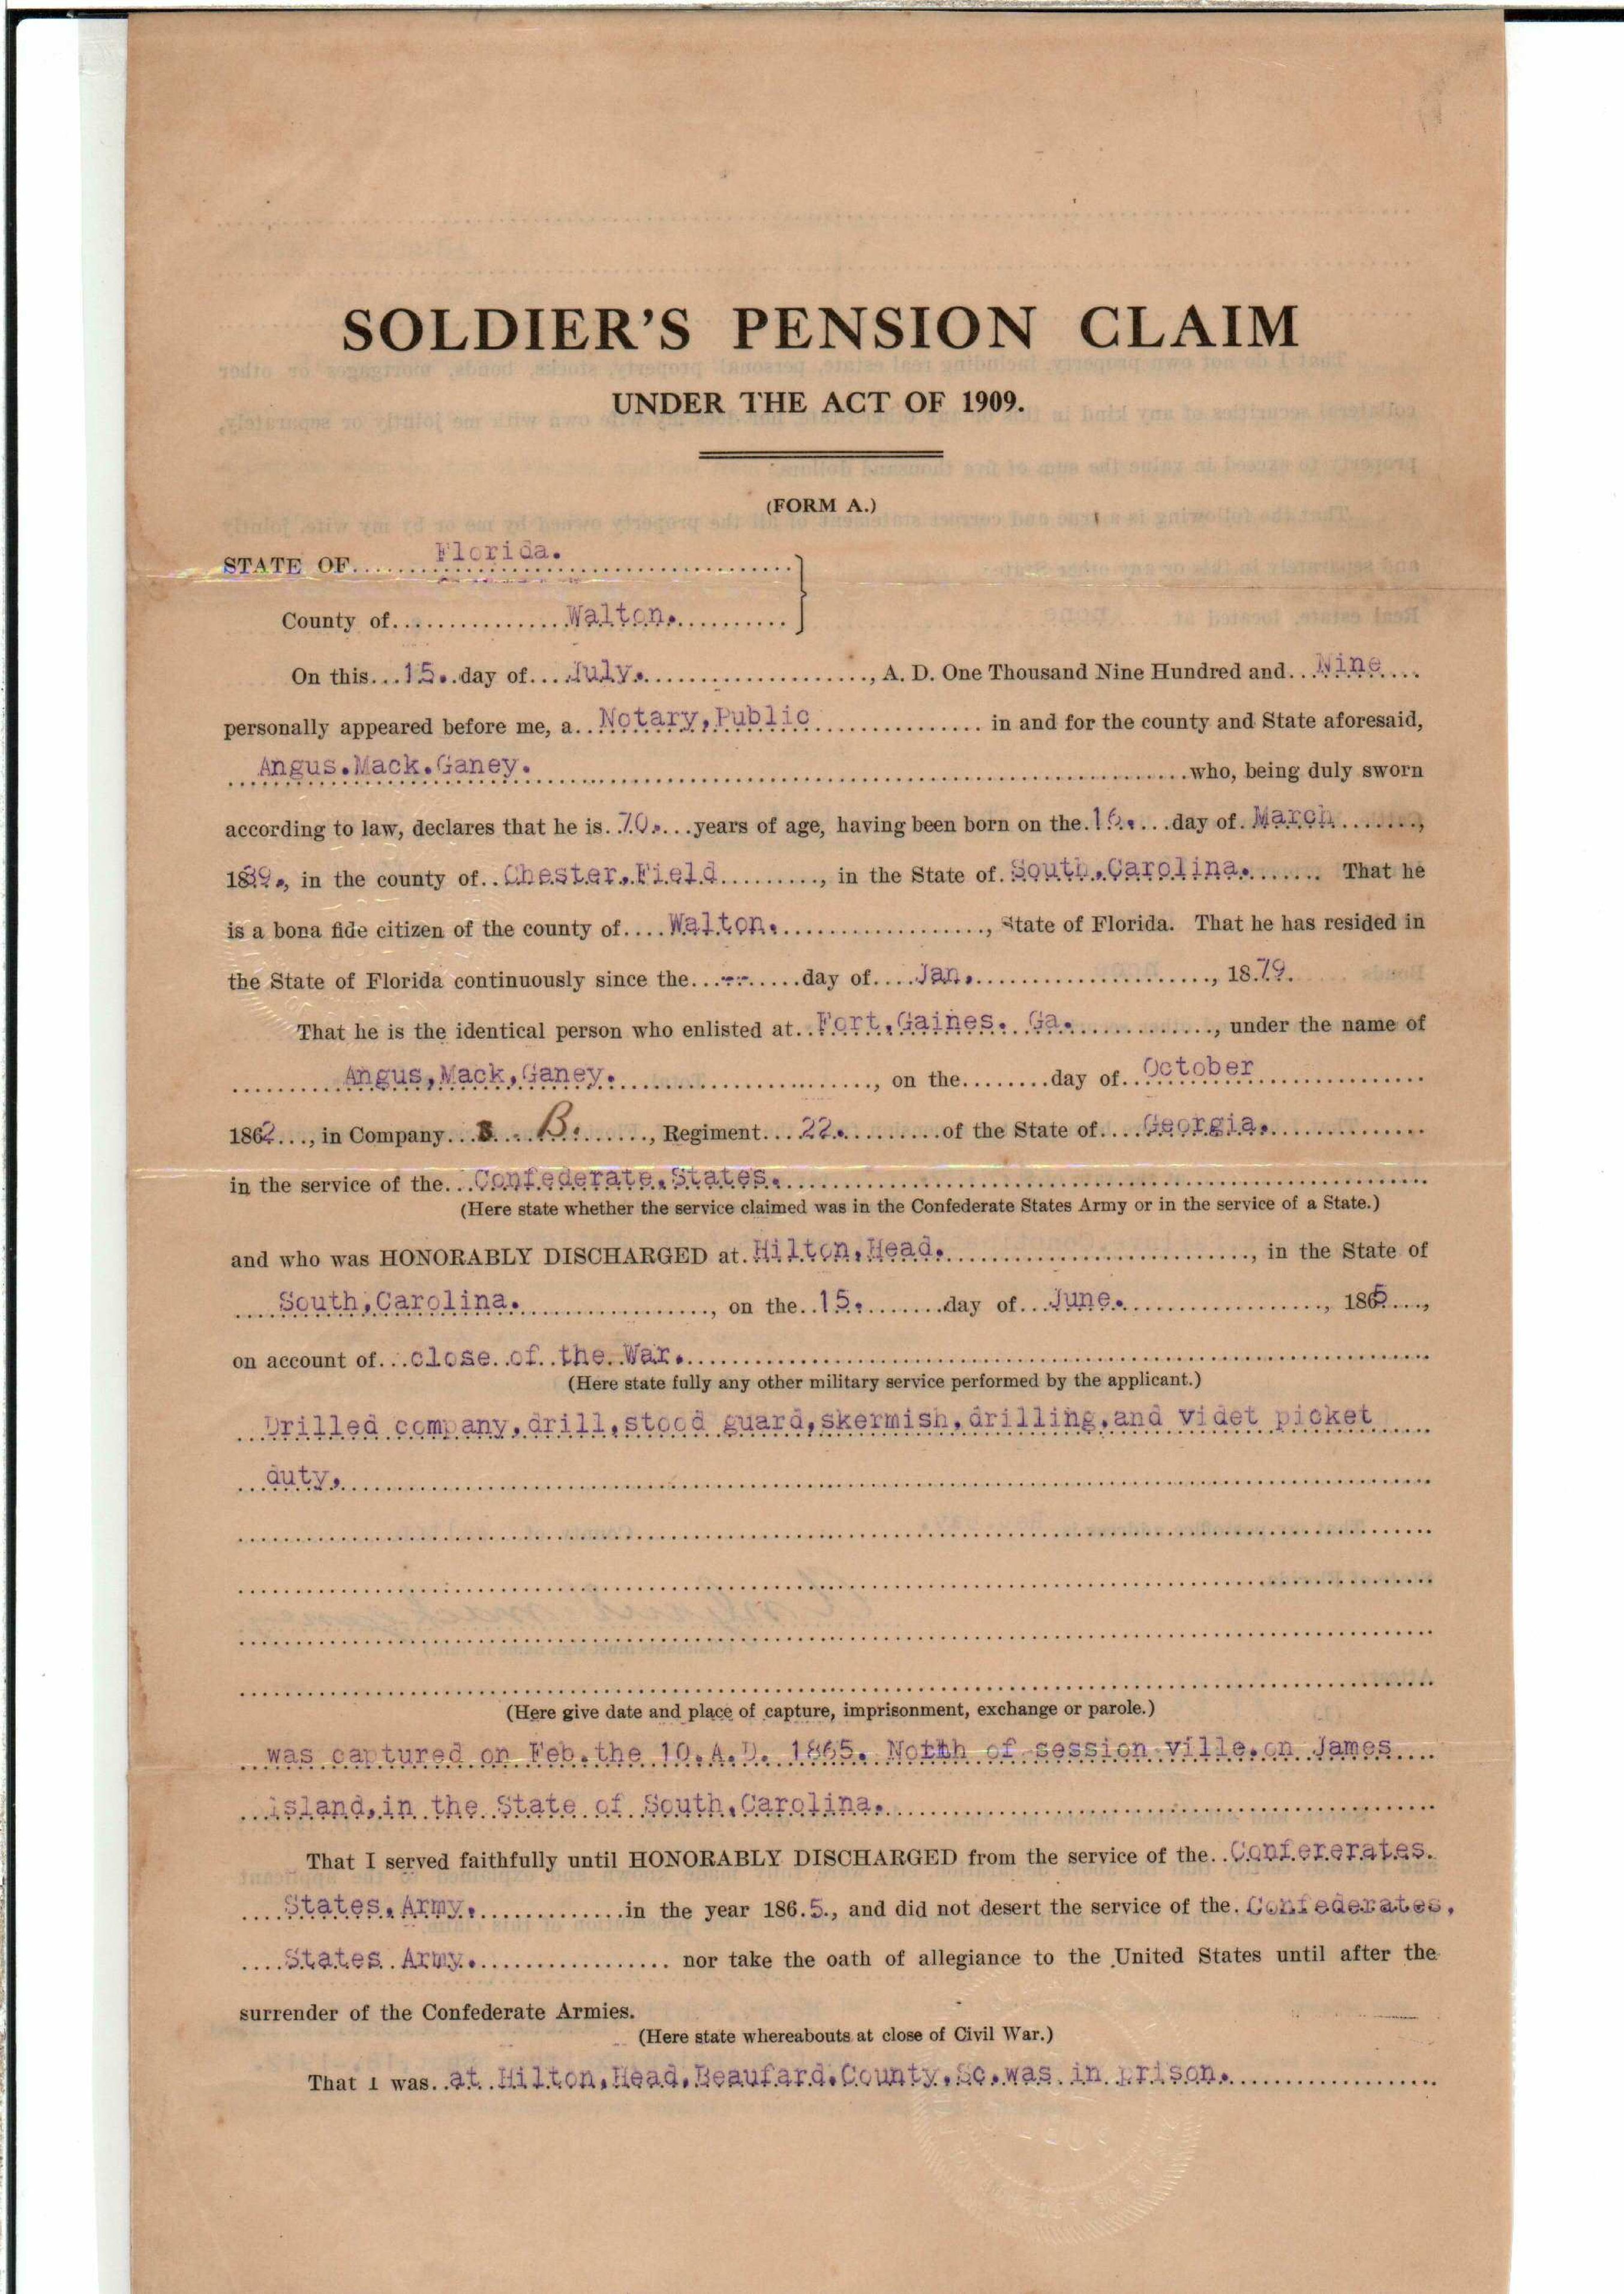 SOLDIER'S PENSION CLAIM
UNDER THE ACT OF 1909.
(FORM A.)
STATE OF Florida.
County of Walton.
On this 15. day of July. , A. D. One Thousand Nine Hundred and Nine
personally appeared before me, a Notary, Public in and for the county and State aforesaid,
Angus.Mack.Ganey. who, being duly sworn
according to law, declares that he is 70. years of age, having been born on the 16. day of March ,
1839., in the county of Chester,Field , in the State of South,Carolina. That he
is a bona fide citizen of the county of Walton. , State of Florida. That he has resided in
the State of Florida continuously since the -- day of Jan. , 1879.
That he is the identical person who enlisted at Fort,Gaines. Ga. , under the name of
Angus,Mack,Ganey. , on the day of October
1862 , in Company B. , Regiment 22. of the State of Georgia.
in the service of the Confederate.States.
(Here state whether the service claimed was in the Confederate States Army or in the service of a State.)
and who was HONORABLY DISCHARGED at Hilton,Head. , in the State of
South,Carolina. , on the 15. day of June. , 1865 ,
on account of close of the War.
(Here state fully any other military service performed by the applicant.)
Drilled company,drill,stood guard,skermish,drilling,and videt picket
duty.
(Here give date and place of capture, imprisonment, exchange or parole.)
was captured on Feb.the 10.A.D. 1865. North of session ville.on James
island,in the State of South,Carolina.
That I served faithfully until HONORABLY DISCHARGED from the service of the Confererates.
States,Army. in the year 1865., and did not desert the service of the Confederates,
States Army. nor take the oath of allegiance to the United States until after the
surrender of the Confederate Armies.
(Here state whereabouts at close of Civil War.)
That I was at Hilton,Head,Beaufard.County.Sc.was in prison.